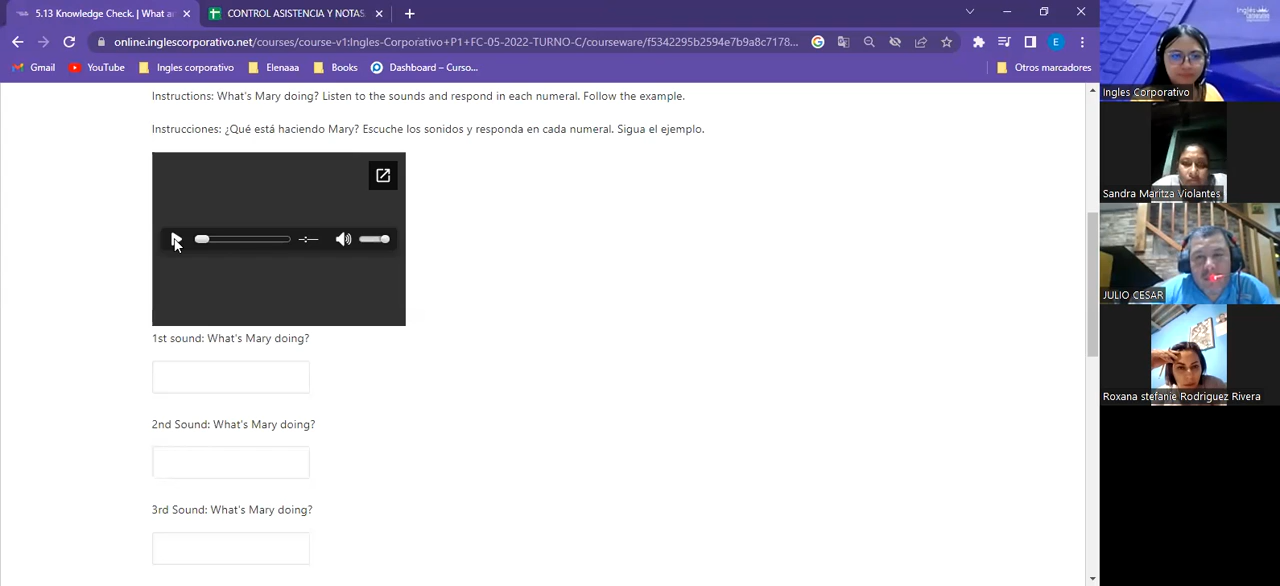 5.13 Knowledge Check. | What a
CONTROL ASISTENCIA Y NOTAS
online.inglescorporativo.net/courses/course-v1:Ingles-Corporativo+P1+FC-05-2022-TURNO-C/courseware/f5342295b2594e7b9a8c7178...
E
Gmail
YouTube
Ingles corporativo
Elenaaa
Books
Dashboard – Curso...
Otros marcadores
Instructions: What's Mary doing? Listen to the sounds and respond in each numeral. Follow the example.
Instrucciones: ¿Qué está haciendo Mary? Escuche los sonidos y responda en cada numeral. Sigua el ejemplo.
1st sound: What's Mary doing?
2nd Sound: What's Mary doing?
3rd Sound: What's Mary doing?
Ingles Corporativo
Sandra Maritza Violantes
JULIO CESAR
Roxana stefanie Rodriguez Rivera